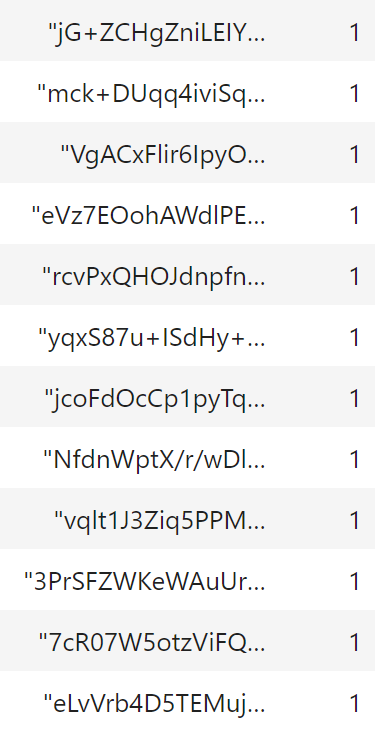 "jG+ZCHgZniLEIY... 1
"mck+DUqq4iviSq... 1
"VgACxFlir6IpyO... 1
"eVz7EOohAWdlPE... 1
"rcvPxQHOJdnpfn... 1
"yqxS87u+ISdHy+... 1
"jcoFdOcCp1pyTq... 1
"NfdnWptX/r/wDl... 1
"vqlt1J3Ziq5PPM... 1
"3PrSFZWKeWAuUr... 1
"7cR07W5otzViFQ... 1
"eLvVrb4D5TEMuj... 1